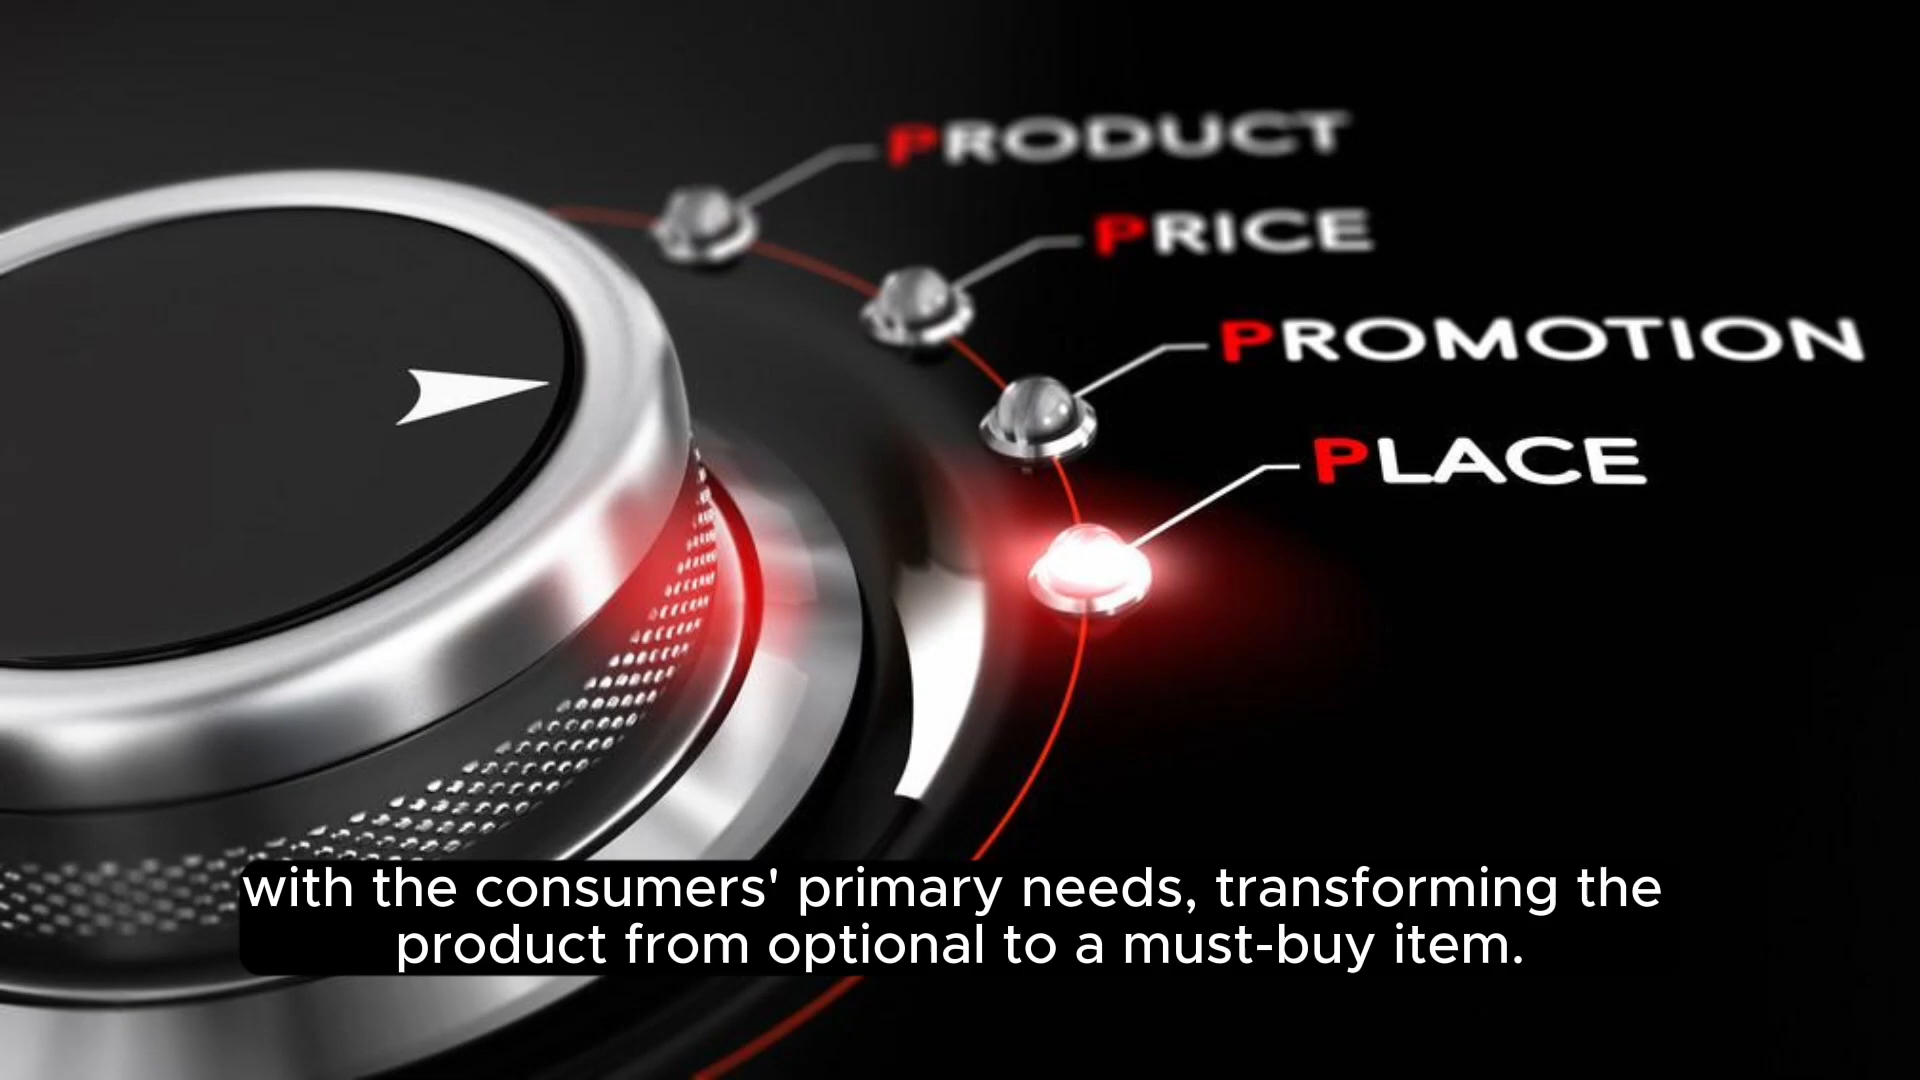 PRODUCT
PRICE
PROMOTION
PLACE
with the consumers' primary needs, transforming the
product from optional to a must-buy item.